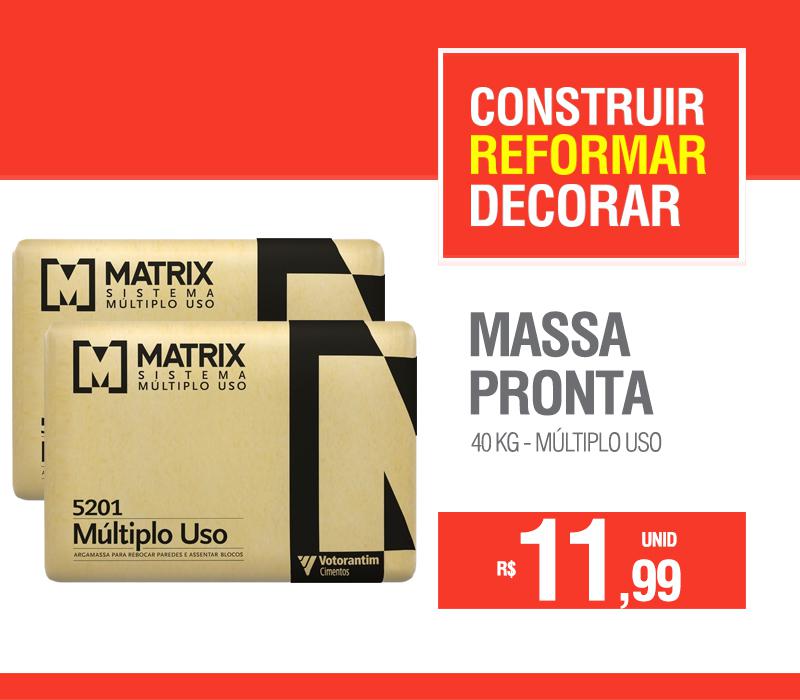 CONSTRUIR
REFORMAR
DECORAR
MATRIX
SISTEMA
MÚLTIPLO USO
MATRIX
SISTEMA
MÚLTIPLO USO
5201
Múltiplo Uso
ARGAMASSA PARA REBOCAR PAREDES E ASSENTAR BLOCOS
Votorantim
Cimentos
MASSA
PRONTA
40 KG - MÚLTIPLO USO
R$ 11,99 UNID